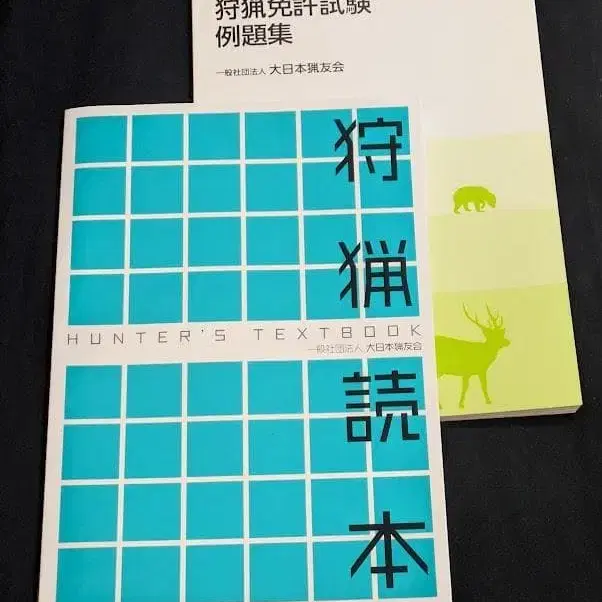 狩猟免許試験
例題集
一般社団法人 大日本猟友会
狩猟読本
HUNTER'S TEXTBOOK
一般社団法人 大日本猟友会